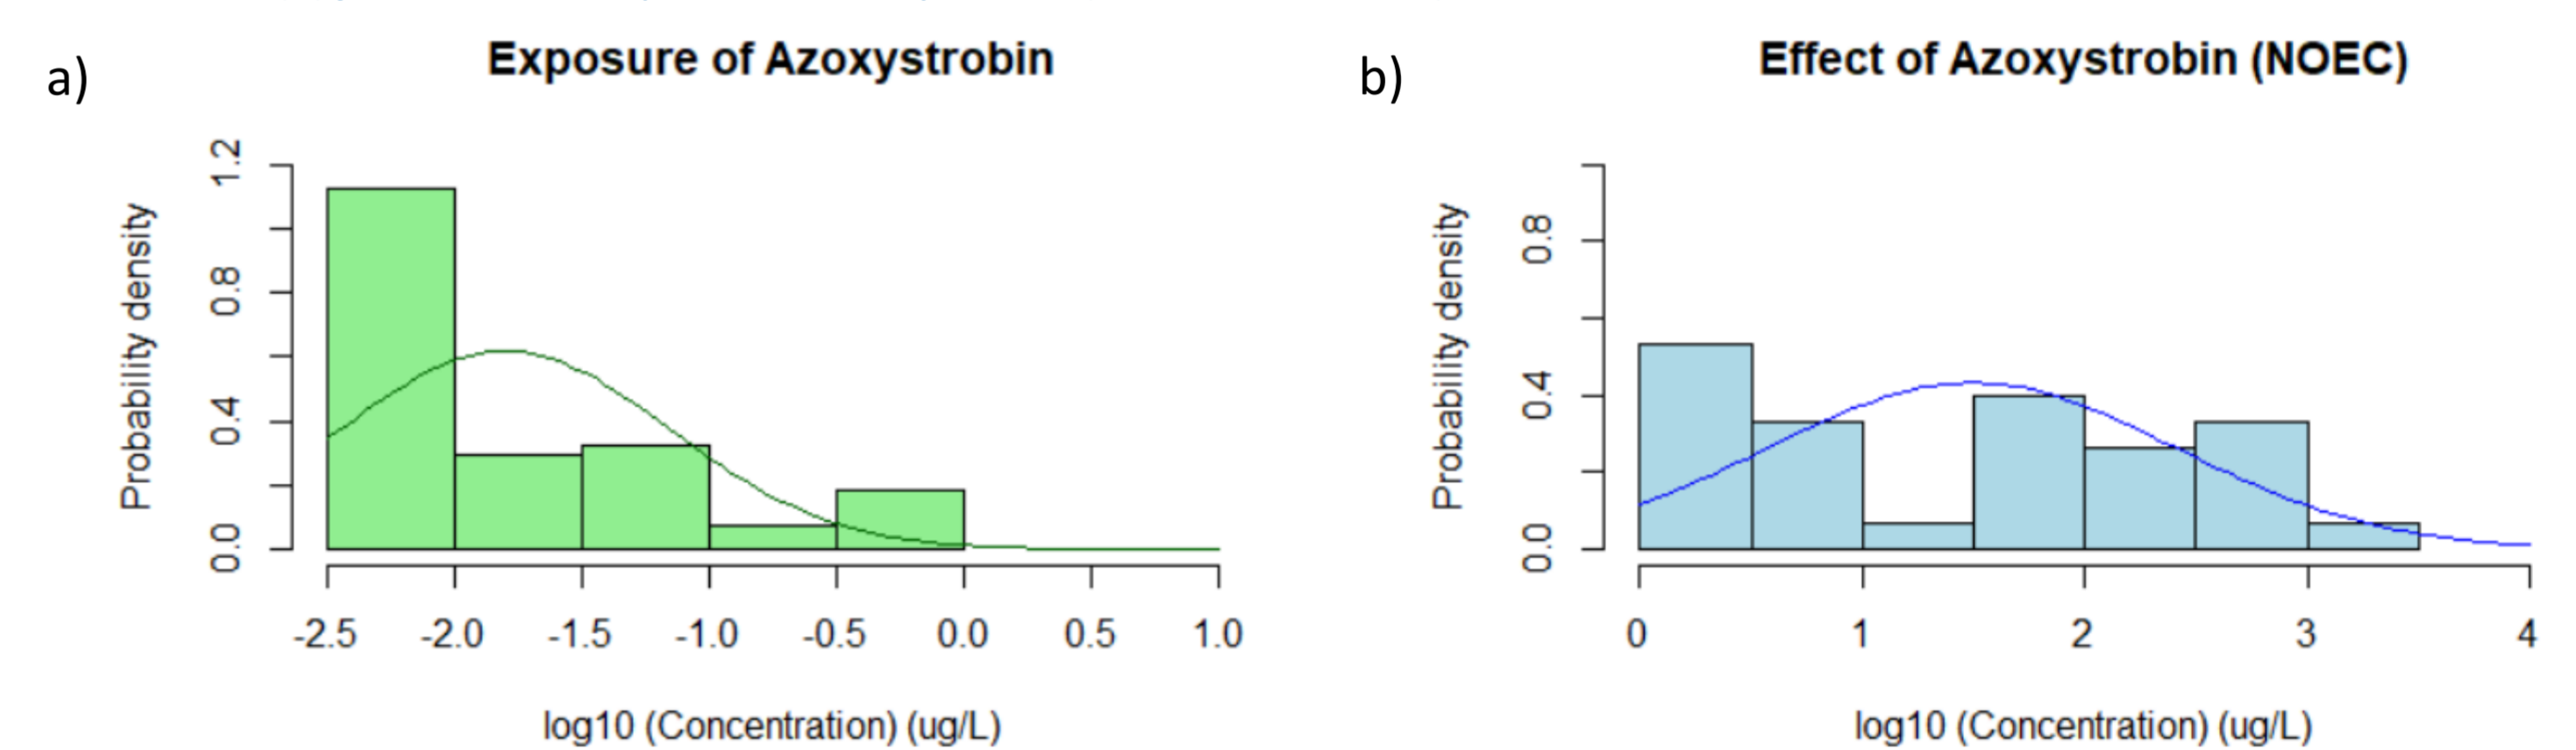 a)
Exposure of Azoxystrobin
Probability density
0.0 0.4 0.8 1.2
-2.5 -2.0 -1.5 -1.0 -0.5 0.0 0.5 1.0
log10 (Concentration) (ug/L)
b)
Effect of Azoxystrobin (NOEC)
Probability density
0.0 0.4 0.8
0 1 2 3 4
log10 (Concentration) (ug/L)